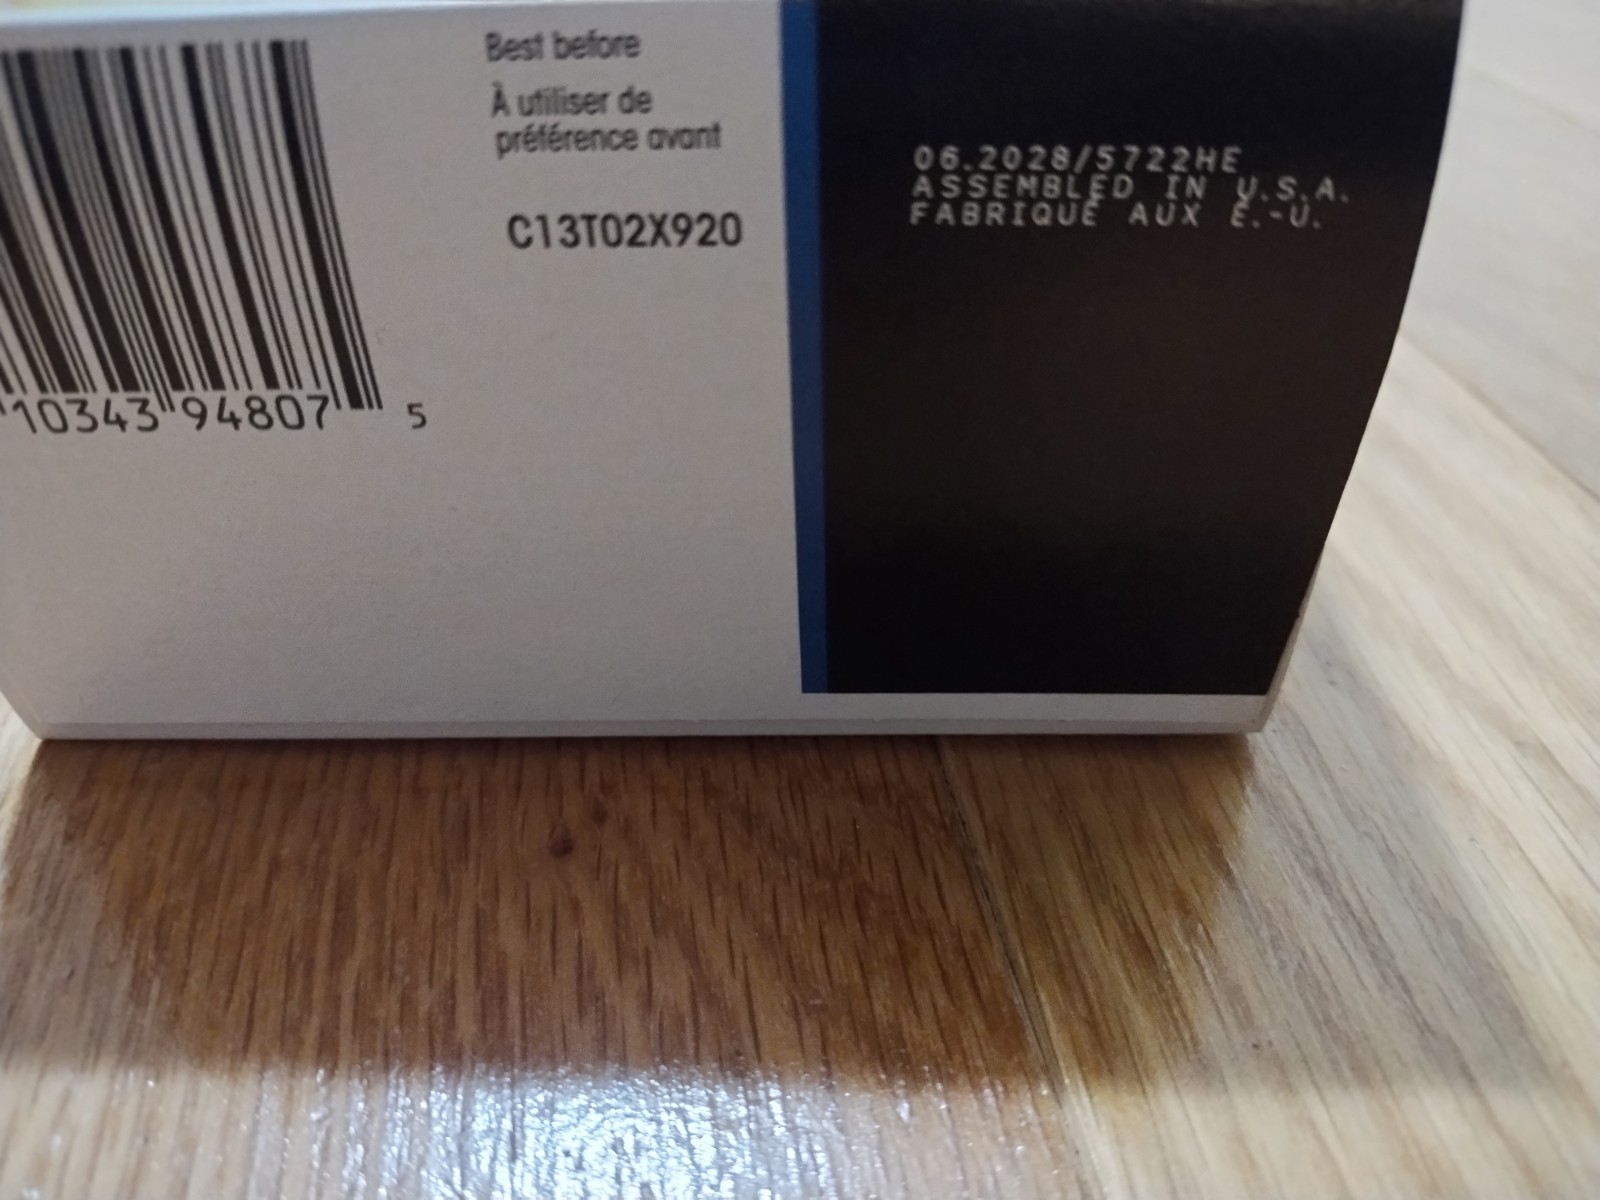 Best before
À utiliser de
préférence avant
C13T02X920
10343 94807 5
06.2028/5722HE
ASSEMBLED IN U.S.A.
FABRIQUÉ AUX É.-U.